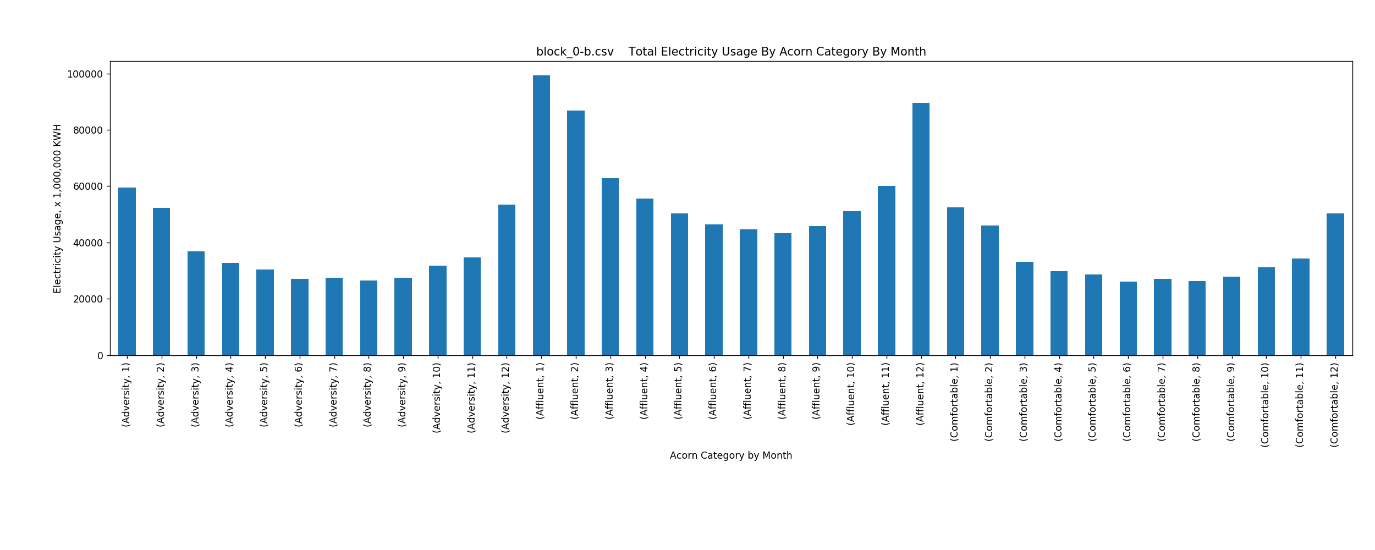 block_0-b.csv    Total Electricity Usage By Acorn Category By Month
Electricity Usage, x 1,000,000 KWH
100000
80000
60000
40000
20000
0
(Adversity, 1)
(Adversity, 2)
(Adversity, 3)
(Adversity, 4)
(Adversity, 5)
(Adversity, 6)
(Adversity, 7)
(Adversity, 8)
(Adversity, 9)
(Adversity, 10)
(Adversity, 11)
(Adversity, 12)
(Affluent, 1)
(Affluent, 2)
(Affluent, 3)
(Affluent, 4)
(Affluent, 5)
(Affluent, 6)
(Affluent, 7)
(Affluent, 8)
(Affluent, 9)
(Affluent, 10)
(Affluent, 11)
(Affluent, 12)
(Comfortable, 1)
(Comfortable, 2)
(Comfortable, 3)
(Comfortable, 4)
(Comfortable, 5)
(Comfortable, 6)
(Comfortable, 7)
(Comfortable, 8)
(Comfortable, 9)
(Comfortable, 10)
(Comfortable, 11)
(Comfortable, 12)
Acorn Category by Month